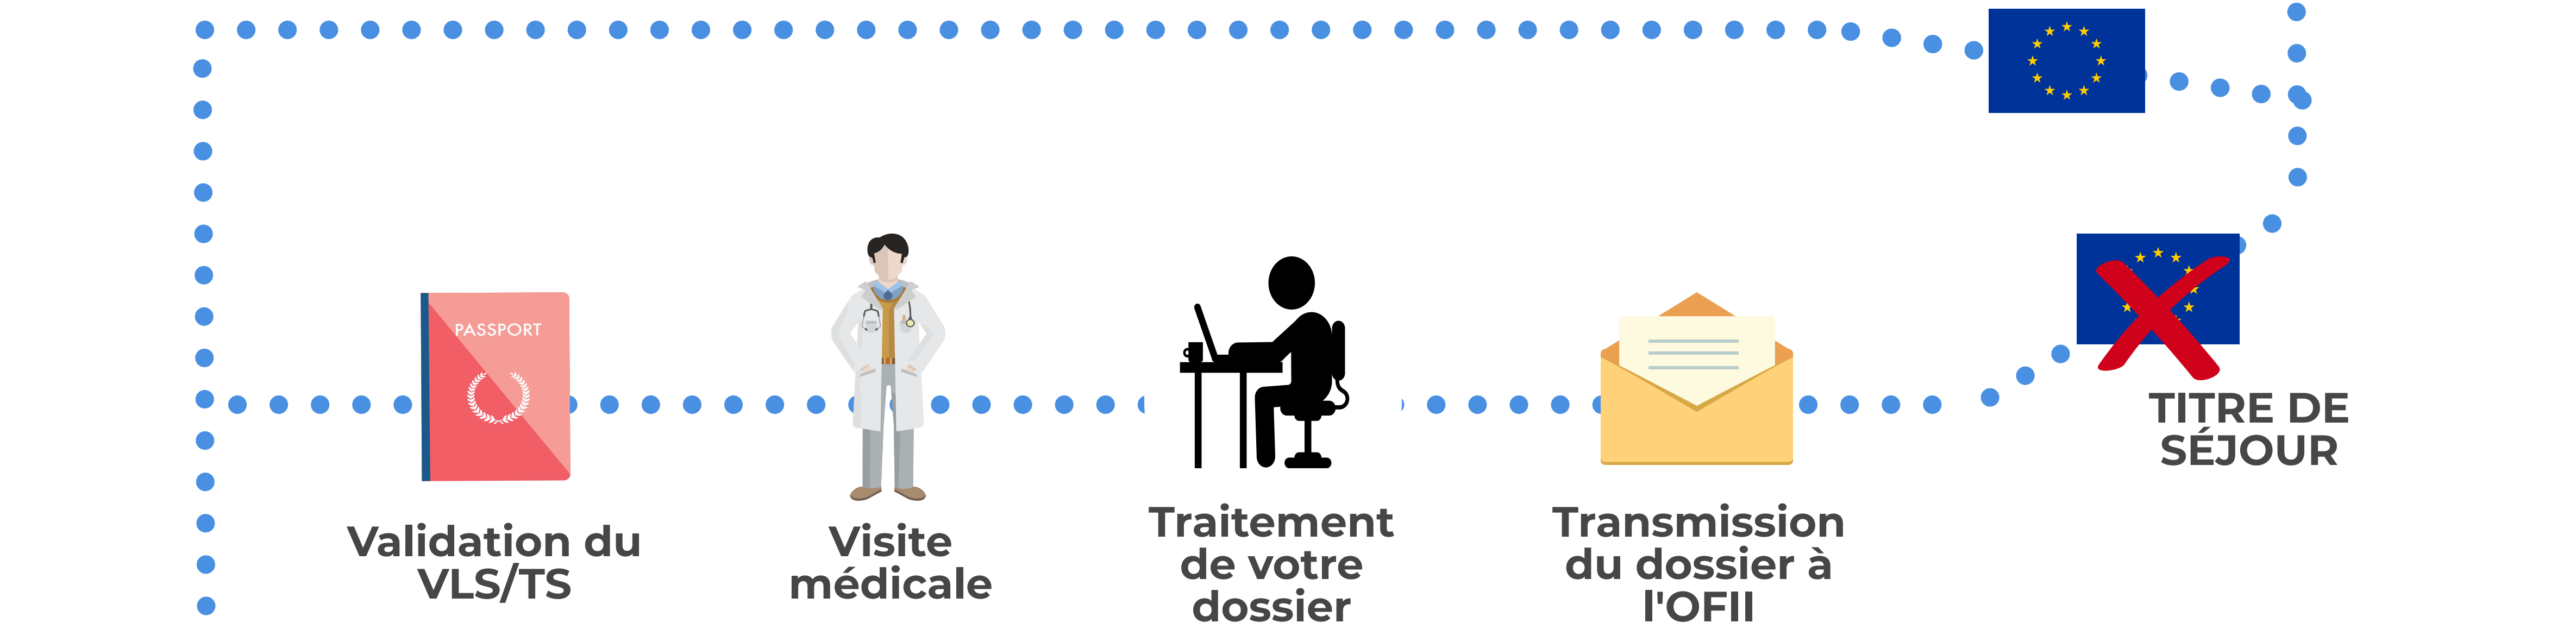 PASSPORT
TITRE DE
SÉJOUR
Validation du
VLS/TS
Visite
médicale
Traitement
de votre
dossier
Transmission
du dossier à
l'OFII